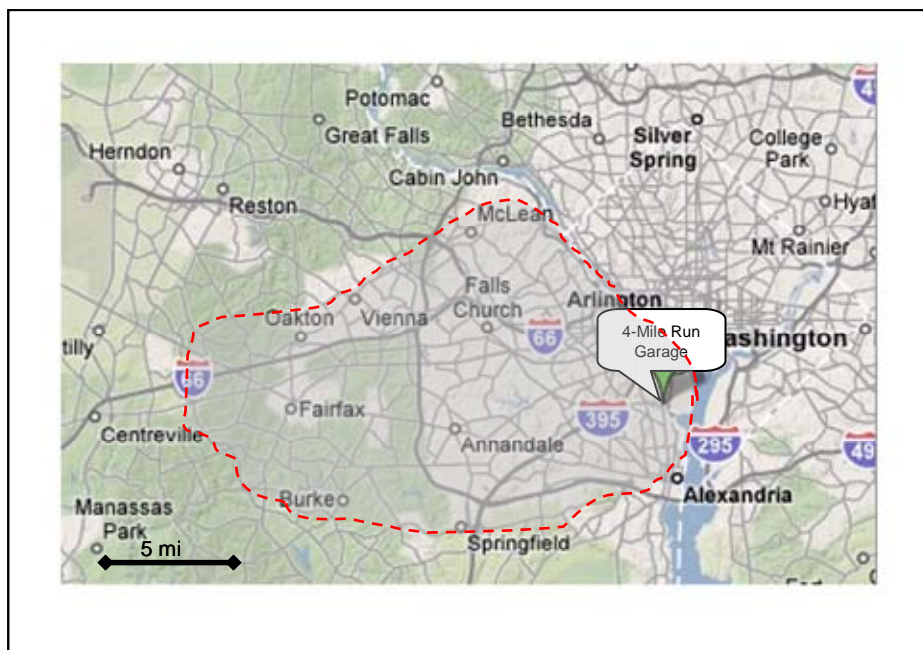 Potomac
Great Falls
Bethesda
Silver
Spring
College
Park
Herndon
Cabin John
Reston
McLean
Hyat
Mt Rainier
Falls
Church
Arlington
Oakton
Vienna
66
4-Mile Run
Garage
ashington
tilly
66
Fairfax
395
Centreville
Annandale
295
49
Burke
Alexandria
Manassas
Park
5 mi
Springfield